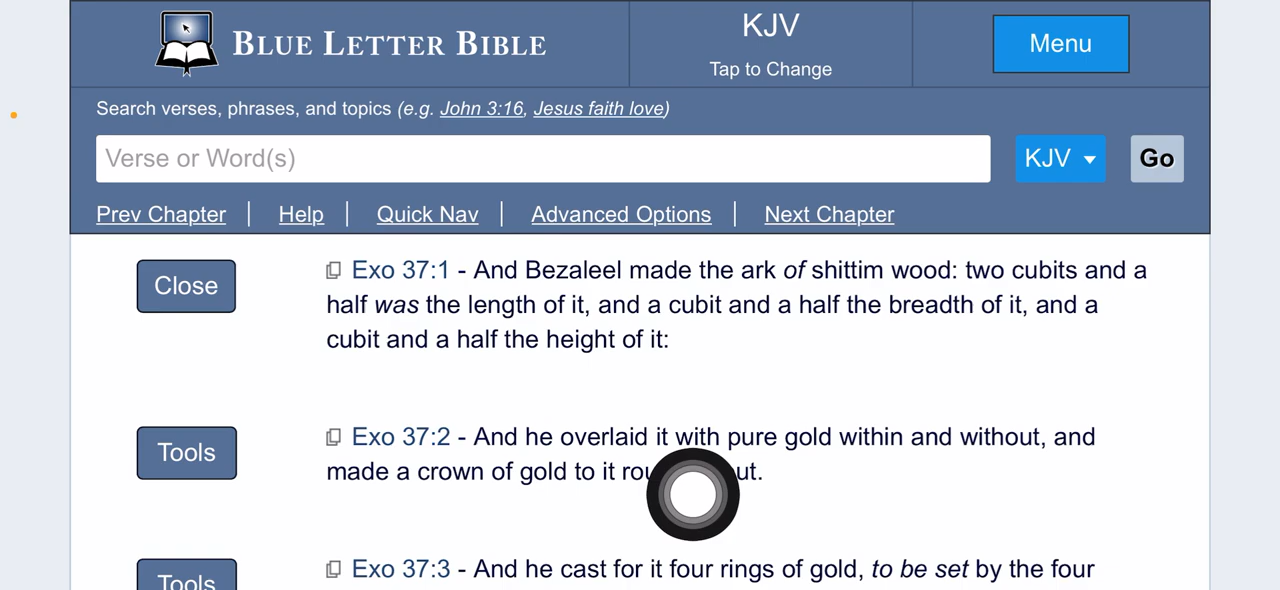 BLUE LETTER BIBLE
KJV
Tap to Change
Menu
Search verses, phrases, and topics (e.g. John 3:16, Jesus faith love)
Verse or Word(s)
KJV
Go
Prev Chapter | Help | Quick Nav | Advanced Options | Next Chapter
Close
Exo 37:1 - And Bezaleel made the ark of shittim wood: two cubits and a
half was the length of it, and a cubit and a half the breadth of it, and a
cubit and a half the height of it:
Tools
Exo 37:2 - And he overlaid it with pure gold within and without, and
made a crown of gold to it
Tools
Exo 37:3 - And he cast for it four rings of gold, to be set by the four